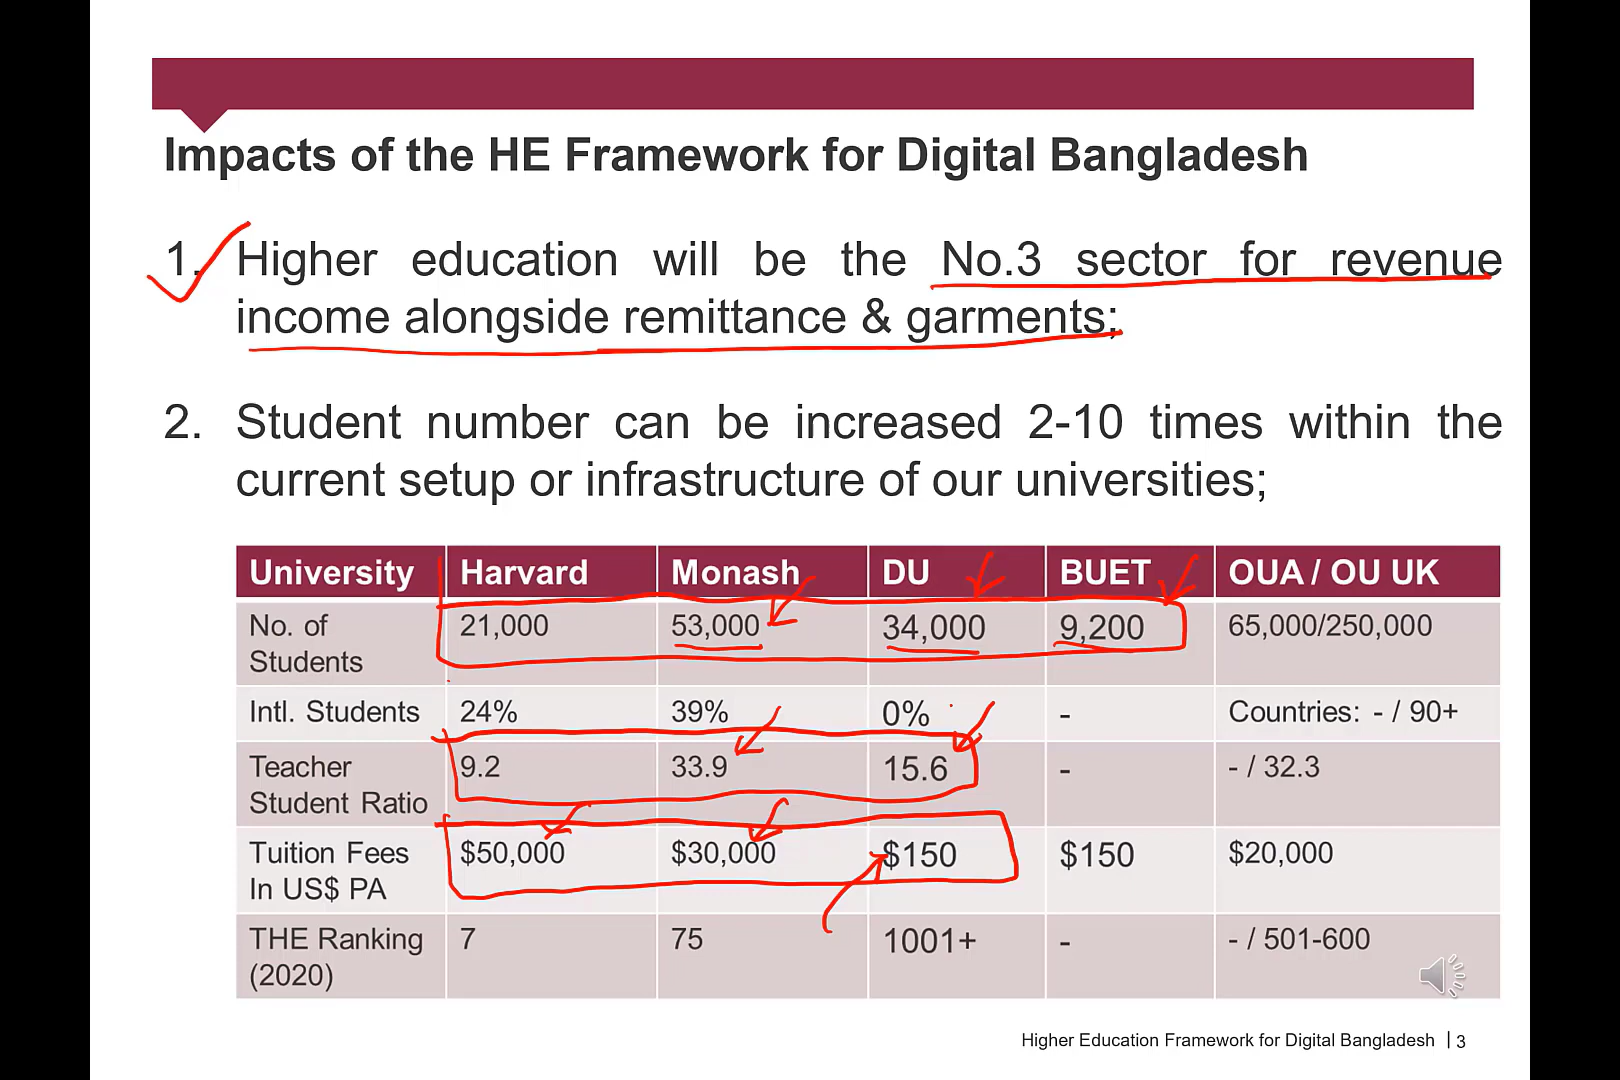 Impacts of the HE Framework for Digital Bangladesh
1. Higher education will be the No.3 sector for revenue
income alongside remittance & garments;
2. Student number can be increased 2-10 times within the
current setup or infrastructure of our universities;
University Harvard Monash DU BUET OUA / OU UK
No. of Students 21,000 53,000 34,000 9,200 65,000/250,000
Intl. Students 24% 39% 0% - Countries: - / 90+
Teacher Student Ratio 9.2 33.9 15.6 - - / 32.3
Tuition Fees In US$ PA $50,000 $30,000 $150 $150 $20,000
THE Ranking (2020) 7 75 1001+ - - / 501-600
Higher Education Framework for Digital Bangladesh | 3